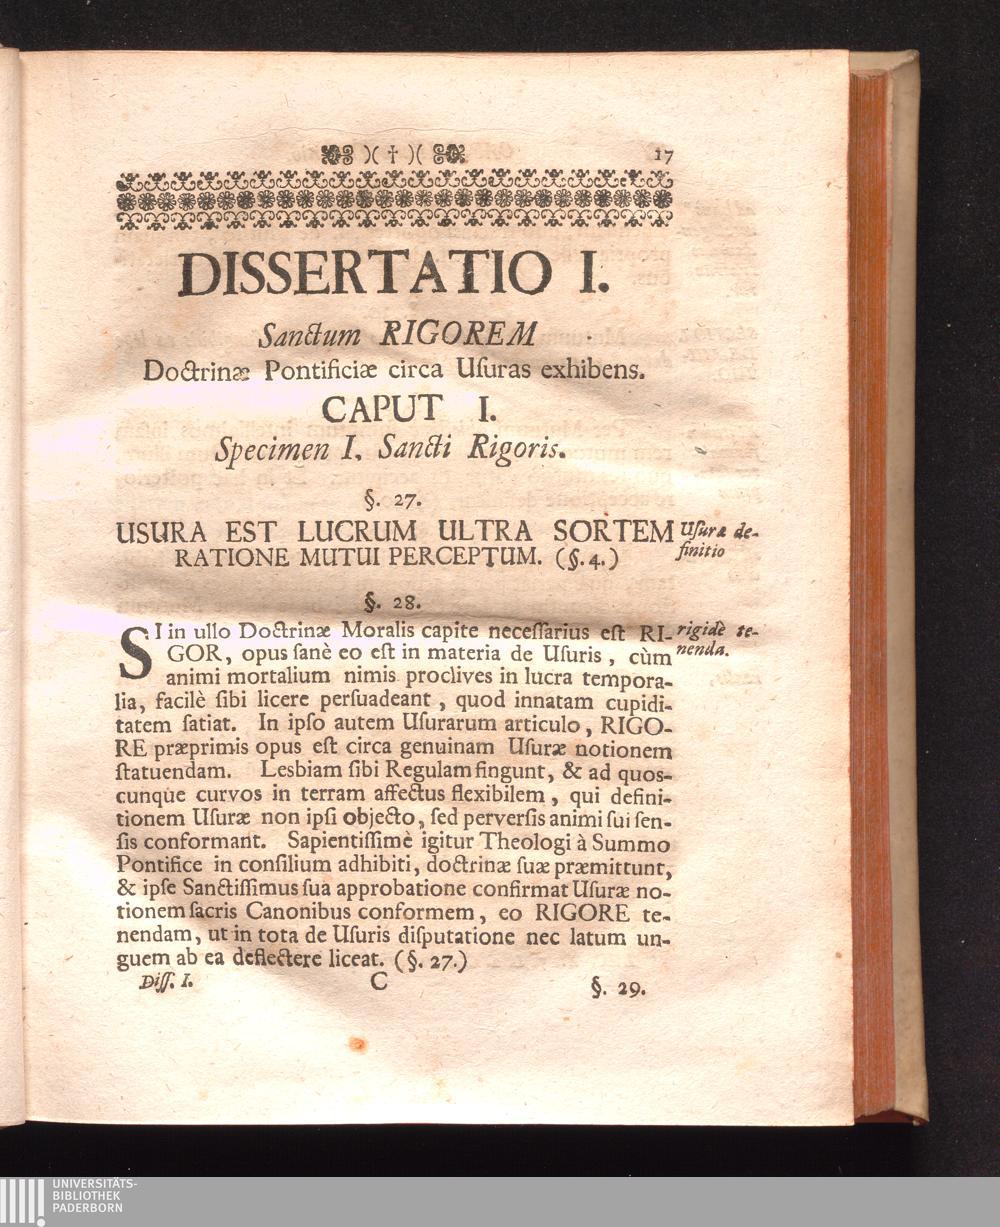 )( † )( 17
DISSERTATIO I.
Sanctum RIGOREM
Doctrinæ Pontificiæ circa Uſuras exhibens.
CAPUT I.
Specimen I. Sancti Rigoris.
§. 27.
USURA EST LUCRUM ULTRA SORTEM
RATIONE MUTUI PERCEPTUM. (§. 4.)
Uſuræ de-
finitio
§. 28.
SI in ullo Doctrinæ Moralis capite neceſſarius eſt RI-
GOR, opus ſanè eo eſt in materia de Uſuris, cùm
rigidè te-
nenda.
animi mortalium nimis proclives in lucra tempora-
lia, facilè ſibi licere perſuadeant, quod innatam cupidi-
tatem ſatiat. In ipſo autem Uſurarum articulo, RIGO-
RE præprimis opus eſt circa genuinam Uſuræ notionem
ſtatuendam. Lesbiam ſibi Regulam fingunt, & ad quos-
cunque curvos in terram affectus flexibilem, qui defini-
tionem Uſuræ non ipſi objecto, ſed perverſis animi ſui ſen-
ſis conformant. Sapientiſſimè igitur Theologi à Summo
Pontifice in conſilium adhibiti, doctrinæ ſuæ præmittunt,
& ipſe Sanctiſſimus ſua approbatione confirmat Uſuræ no-
tionem ſacris Canonibus conformem, eo RIGORE te-
nendam, ut in tota de Uſuris diſputatione nec latum un-
guem ab ea deflectere liceat. (§. 27.)
Diſſ. I. C §. 29.
UNIVERSITÄTS-
BIBLIOTHEK
PADERBORN